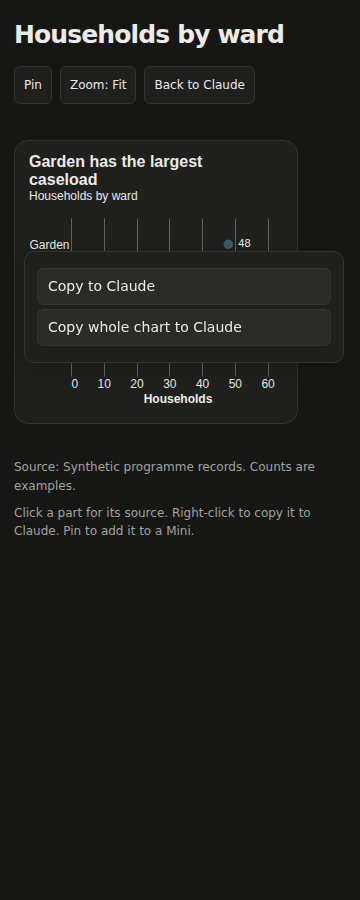 Households by ward
Pin
Zoom: Fit
Back to Claude
Garden has the largest
caseload
Households by ward
Garden
48
Copy to Claude
Copy whole chart to Claude
0 10 20 30 40 50 60
Households
Source: Synthetic programme records. Counts are
examples.
Click a part for its source. Right-click to copy it to
Claude. Pin to add it to a Mini.